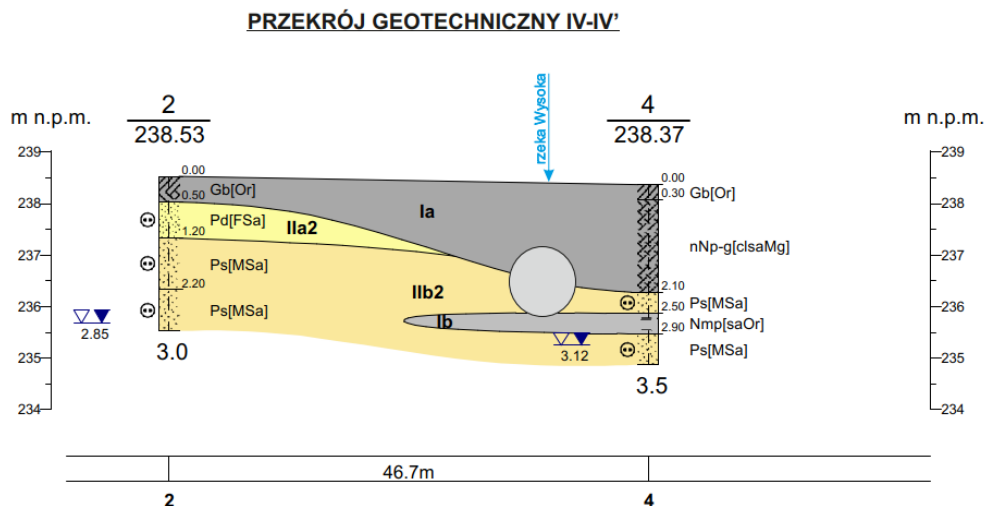 PRZEKRÓJ GEOTECHNICZNY IV-IV'
rzeka Wysoka
m n.p.m.
2
238.53
4
238.37
m n.p.m.
239
238
237
236
235
234
0.00
Gb[Or]
0.50
Pd[FSa]
IIa2
1.20
Ps[MSa]
2.20
Ps[MSa]
3.0
2.85
Ia
IIb2
Ib
3.12
0.00
0.30
Gb[Or]
nNp-g[clsaMg]
2.10
Ps[MSa]
2.50
Nmp[saOr]
2.90
Ps[MSa]
3.5
239
238
237
236
235
234
46.7m
2
4